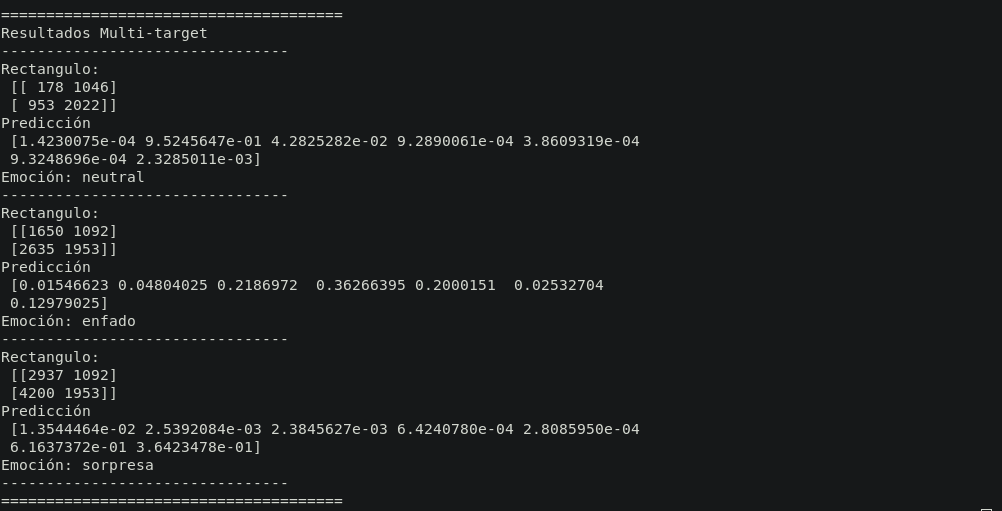 ======================================
Resultados Multi-target
--------------------------------
Rectangulo:
 [[ 178 1046]
 [ 953 2022]]
Predicción
 [1.4230075e-04 9.5245647e-01 4.2825282e-02 9.2890061e-04 3.8609319e-04
 9.3248696e-04 2.3285011e-03]
Emoción: neutral
--------------------------------
Rectangulo:
 [[1650 1092]
 [2635 1953]]
Predicción
 [0.01546623 0.04804025 0.2186972  0.36266395 0.2000151  0.02532704
 0.12979025]
Emoción: enfado
--------------------------------
Rectangulo:
 [[2937 1092]
 [4200 1953]]
Predicción
 [1.3544464e-02 2.5392084e-03 2.3845627e-03 6.4240780e-04 2.8085950e-04
 6.1637372e-01 3.6423478e-01]
Emoción: sorpresa
--------------------------------
======================================